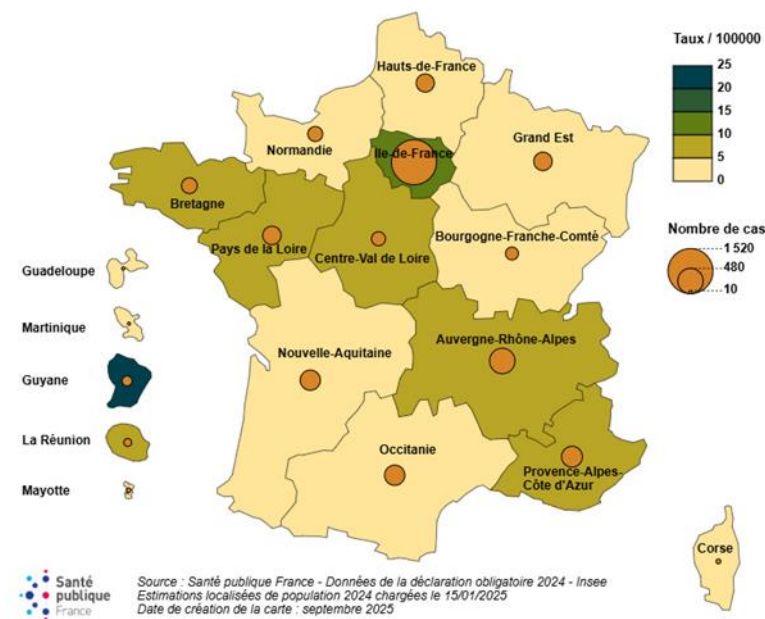 Taux / 100000
25
20
15
10
5
0
Hauts-de-France
Normandie
Ile-de-France
Grand Est
Bretagne
Pays de la Loire
Centre-Val de Loire
Bourgogne-Franche-Comté
Nombre de cas
1 520
480
10
Guadeloupe
Martinique
Guyane
La Réunion
Mayotte
Nouvelle-Aquitaine
Auvergne-Rhône-Alpes
Occitanie
Provence-Alpes-
Côte d'Azur
Corse
Santé
publique
France
Source : Santé publique France - Données de la déclaration obligatoire 2024 - Insee
Estimations localisées de population 2024 chargées le 15/01/2025
Date de création de la carte : septembre 2025